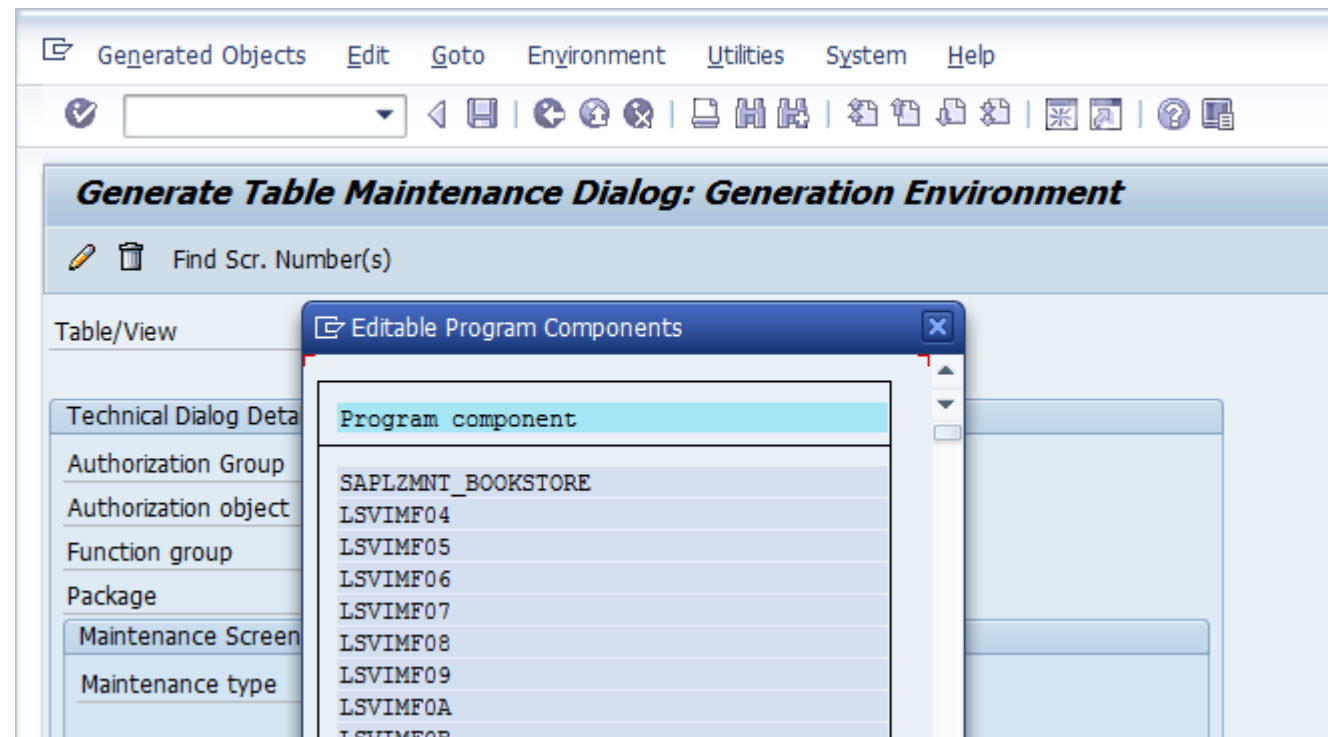 Generated Objects Edit Goto Environment Utilities System Help
Generate Table Maintenance Dialog: Generation Environment
Find Scr. Number(s)
Table/View
Editable Program Components
Technical Dialog
Program component
Authorization Group
SAPLZMNT_BOOKSTORE
Authorization object
LSVIMF04
Function group
LSVIMF05
LSVIMF06
Package
LSVIMF07
Maintenance Screen
LSVIMF08
Maintenance type
LSVIMF09
LSVIMF0A
LSVIMF0B